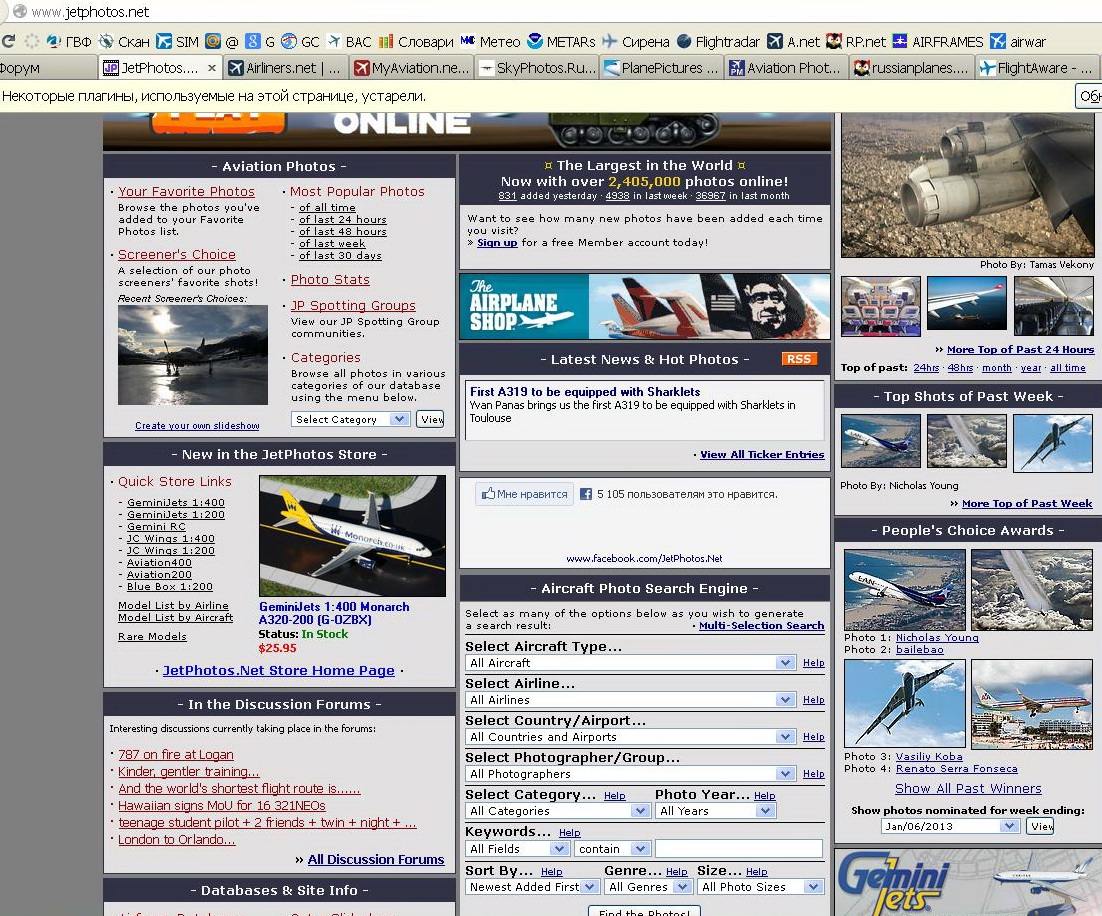 www.jetphotos.net
ГВФ Скан SIM @ G GC ВАС Словари Метео METARs Сирена Flightradar A.net RP.net AIRFRAMES airwar
Форум JetPhotos.... Airliners.net | ... MyAviation.ne... SkyPhotos.Ru... PlanePictures ... Aviation Phot... russianplanes.... FlightAware - ...
Некоторые плагины, используемые на этой странице, устарели.
ONLINE
- Aviation Photos -
· Your Favorite Photos
Browse the photos you've
added to your Favorite
Photos list.
· Screener's Choice
A selection of our photo
screeners' favorite shots!
Recent Screener's Choices:
Create your own slideshow
· Most Popular Photos
- of all time
- of last 24 hours
- of last 48 hours
- of last week
- of last 30 days
· Photo Stats
· JP Spotting Groups
View our JP Spotting Group
communities.
· Categories
Browse all photos in various
categories of our database
using the menu below.
Select Category View
- New in the JetPhotos Store -
· Quick Store Links
- GeminiJets 1:400
- GeminiJets 1:200
- Gemini RC
- JC Wings 1:400
- JC Wings 1:200
- Aviation400
- Aviation200
- Blue Box 1:200
Model List by Airline
Model List by Aircraft
Rare Models
Monarch.co.uk
GeminiJets 1:400 Monarch
A320-200 (G-OZBX)
Status: In Stock
$25.95
· JetPhotos.Net Store Home Page ·
- In the Discussion Forums -
Interesting discussions currently taking place in the forums:
· 787 on fire at Logan
· Kinder, gentler training...
· And the world's shortest flight route is......
· Hawaiian signs MoU for 16 321NEOs
· teenage student pilot + 2 friends + twin + night + ...
· London to Orlando...
» All Discussion Forums
- Databases & Site Info -
¤ The Largest in the World ¤
Now with over 2,405,000 photos online!
831 added yesterday · 4938 in last week · 36967 in last month
Want to see how many new photos have been added each time
you visit?
» Sign up for a free Member account today!
The
AIRPLANE
SHOP
- Latest News & Hot Photos - RSS
First A319 to be equipped with Sharklets
Yvan Panas brings us the first A319 to be equipped with Sharklets in
Toulouse
· View All Ticker Entries
Мне нравится 5 105 пользователям это нравится.
www.facebook.com/JetPhotos.Net
- Aircraft Photo Search Engine -
Select as many of the options below as you wish to generate
a search result: · Multi-Selection Search
Select Aircraft Type...
All Aircraft Help
Select Airline...
All Airlines Help
Select Country/Airport...
All Countries and Airports Help
Select Photographer/Group...
All Photographers Help
Select Category... Help Photo Year... Help
All Categories All Years
Keywords... Help
All Fields contain
Sort By... Help Genre... Help Size... Help
Newest Added First All Genres All Photo Sizes
Find the Photos!
Photo By: Tamas Vekony
» More Top of Past 24 Hours
Top of past: 24hrs · 48hrs · month · year · all time
- Top Shots of Past Week -
Photo By: Nicholas Young
» More Top of Past Week
- People's Choice Awards -
LAN
Photo 1: Nicholas Young
Photo 2: bailebao
Photo 3: Vasiliy Koba
Photo 4: Renato Serra Fonseca
Show All Past Winners
Show photos nominated for week ending:
Jan/06/2013 View
Gemini
Jets